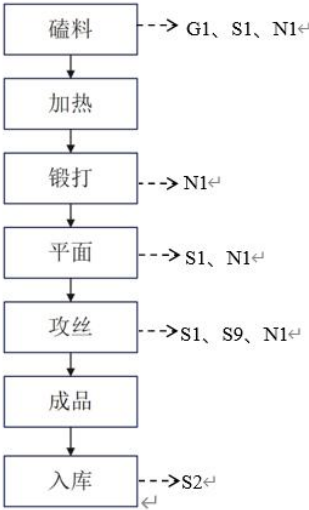 磕料 G1、S1、N1
加热
锻打 N1
平面 S1、N1
攻丝 S1、S9、N1
成品
入库 S2